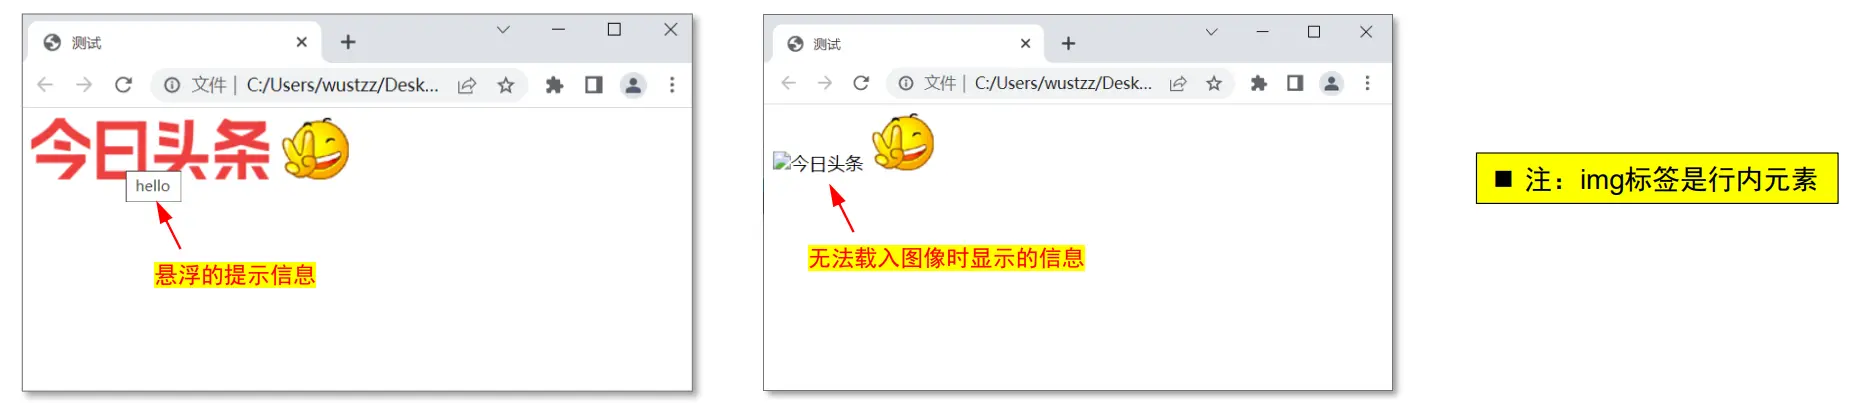 测试
文件 | C:/Users/wustzz/Desk...
今日头条
hello
悬浮的提示信息
测试
文件 | C:/Users/wustzz/Desk...
今日头条
无法载入图像时显示的信息
■ 注：img标签是行内元素